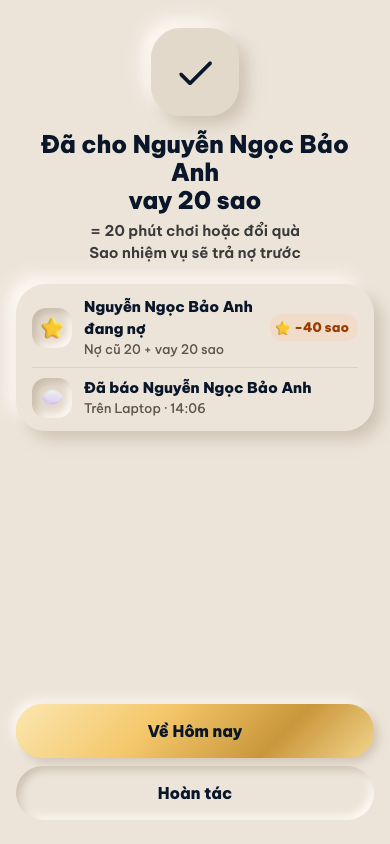 Đã cho Nguyễn Ngọc Bảo
Anh
vay 20 sao
= 20 phút chơi hoặc đổi quà
Sao nhiệm vụ sẽ trả nợ trước
Nguyễn Ngọc Bảo Anh
đang nợ
Nợ cũ 20 + vay 20 sao
−40 sao
Đã báo Nguyễn Ngọc Bảo Anh
Trên Laptop · 14:06
Về Hôm nay
Hoàn tác